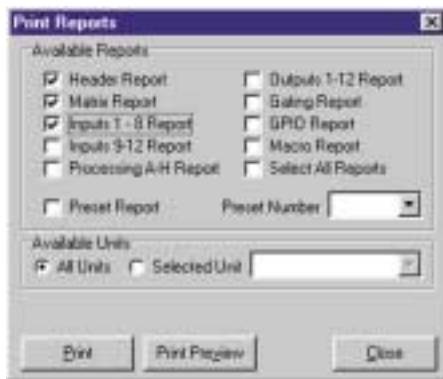 Print Reports
Available Reports
Header Report
Matrix Report
Inputs 1 - 8 Report
Inputs 9-12 Report
Processing A-H Report
Outputs 1-12 Report
Gating Report
GPIO Report
Macro Report
Select All Reports
Preset Report
Preset Number
Available Units
All Units
Selected Unit
Print
Print Preview
Close